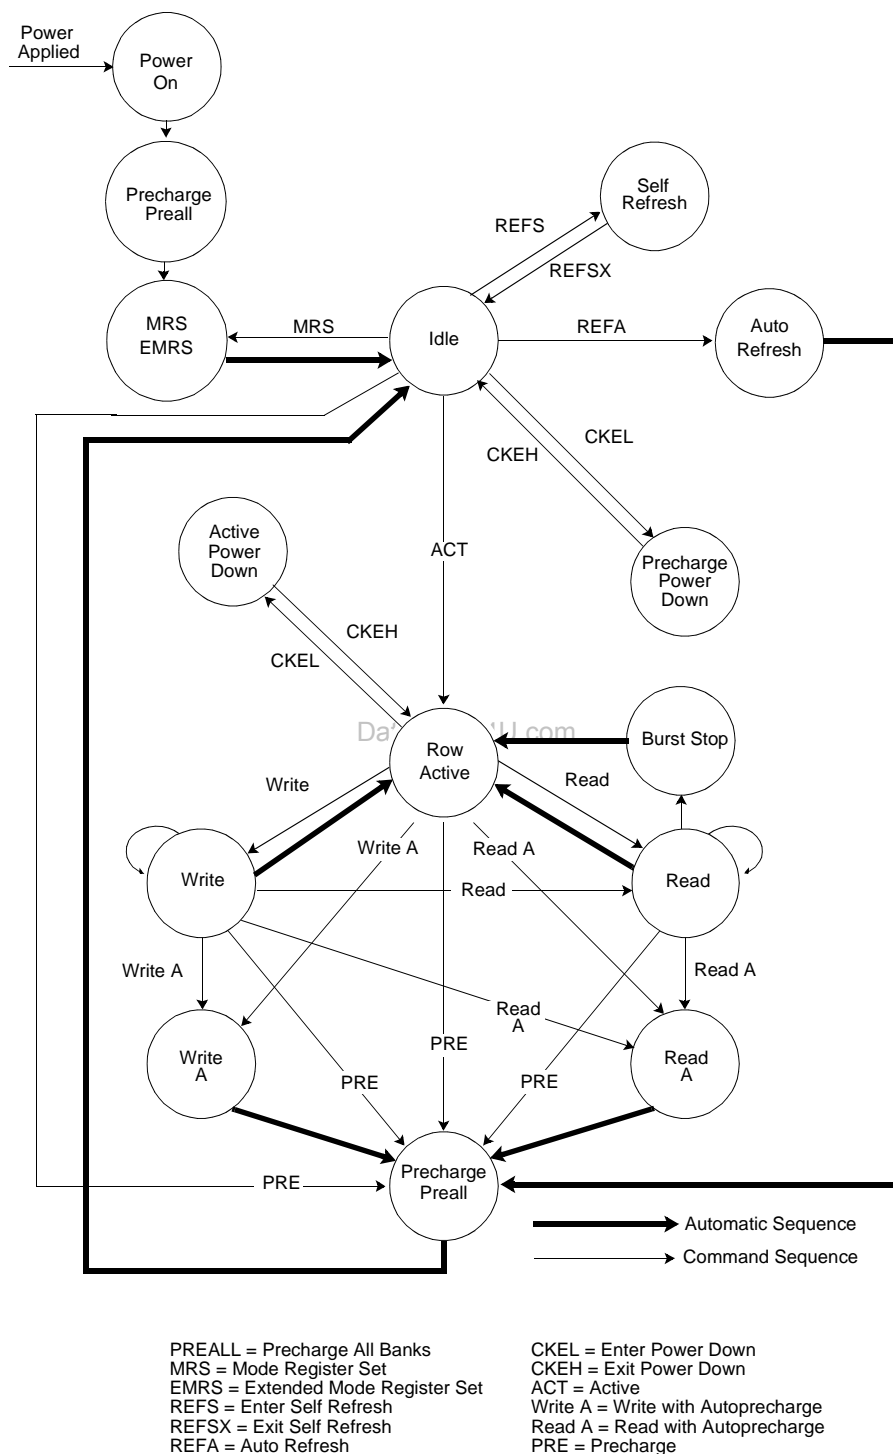 Power
Applied
Power
On
Precharge
Preall
Self
Refresh
REFS
REFSX
MRS
EMRS
MRS
Idle
REFA
Auto
Refresh
CKEL
CKEH
Active
Power
Down
ACT
Precharge
Power
Down
CKEH
CKEL
Burst Stop
Row
Active
Write
Read
Write A
Read A
Write
Read
Read
Write A
Read A
Read
A
Write
A
PRE
Read
A
PRE
PRE
Precharge
Preall
PRE
Automatic Sequence
Command Sequence
PREALL = Precharge All Banks
MRS = Mode Register Set
EMRS = Extended Mode Register Set
REFS = Enter Self Refresh
REFSX = Exit Self Refresh
REFA = Auto Refresh
CKEL = Enter Power Down
CKEH = Exit Power Down
ACT = Active
Write A = Write with Autoprecharge
Read A = Read with Autoprecharge
PRE = Precharge